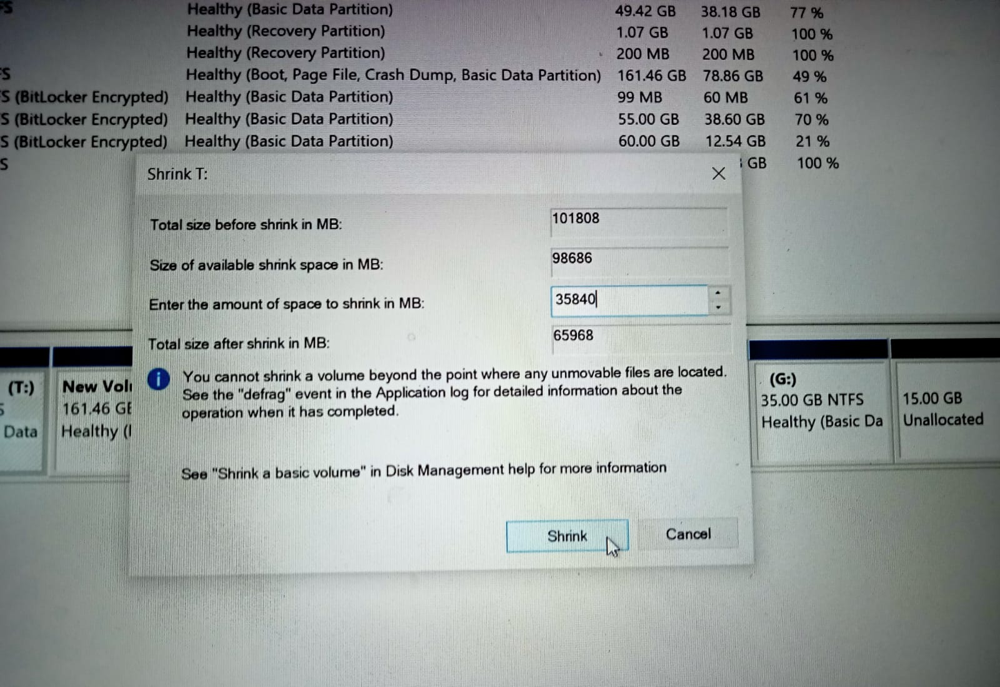 FS Healthy (Basic Data Partition) 49.42 GB 38.18 GB 77 %
Healthy (Recovery Partition) 1.07 GB 1.07 GB 100 %
Healthy (Recovery Partition) 200 MB 200 MB 100 %
FS Healthy (Boot, Page File, Crash Dump, Basic Data Partition) 161.46 GB 78.86 GB 49 %
S (BitLocker Encrypted) Healthy (Basic Data Partition) 99 MB 60 MB 61 %
S (BitLocker Encrypted) Healthy (Basic Data Partition) 55.00 GB 38.60 GB 70 %
S (BitLocker Encrypted) Healthy (Basic Data Partition) 60.00 GB 12.54 GB 21 %
S GB 100 %
Shrink T:
Total size before shrink in MB: 101808
Size of available shrink space in MB: 98686
Enter the amount of space to shrink in MB: 35840
Total size after shrink in MB: 65968
You cannot shrink a volume beyond the point where any unmovable files are located.
See the "defrag" event in the Application log for detailed information about the
operation when it has completed.
See "Shrink a basic volume" in Disk Management help for more information
Shrink Cancel
(T:)
S
Data
New Vol
161.46 GB
Healthy (
(G:)
35.00 GB NTFS
Healthy (Basic Da
15.00 GB
Unallocated